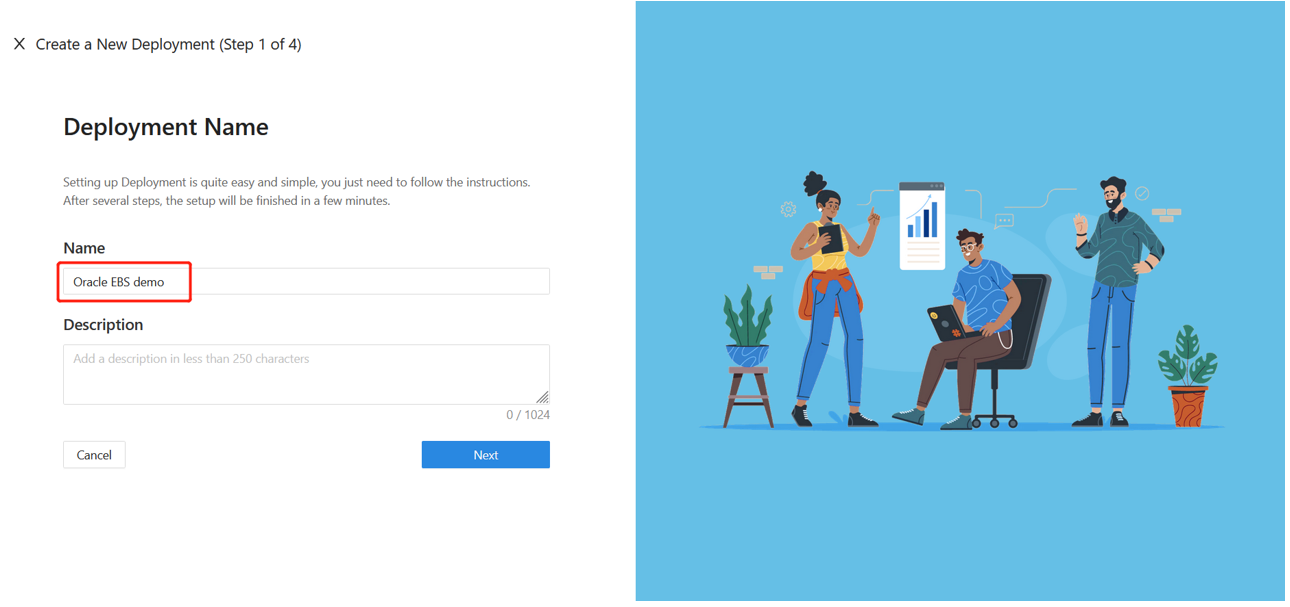 X Create a New Deployment (Step 1 of 4)
Deployment Name
Setting up Deployment is quite easy and simple, you just need to follow the instructions.
After several steps, the setup will be finished in a few minutes.
Name
Oracle EBS demo
Description
Add a description in less than 250 characters
0 / 1024
Cancel
Next